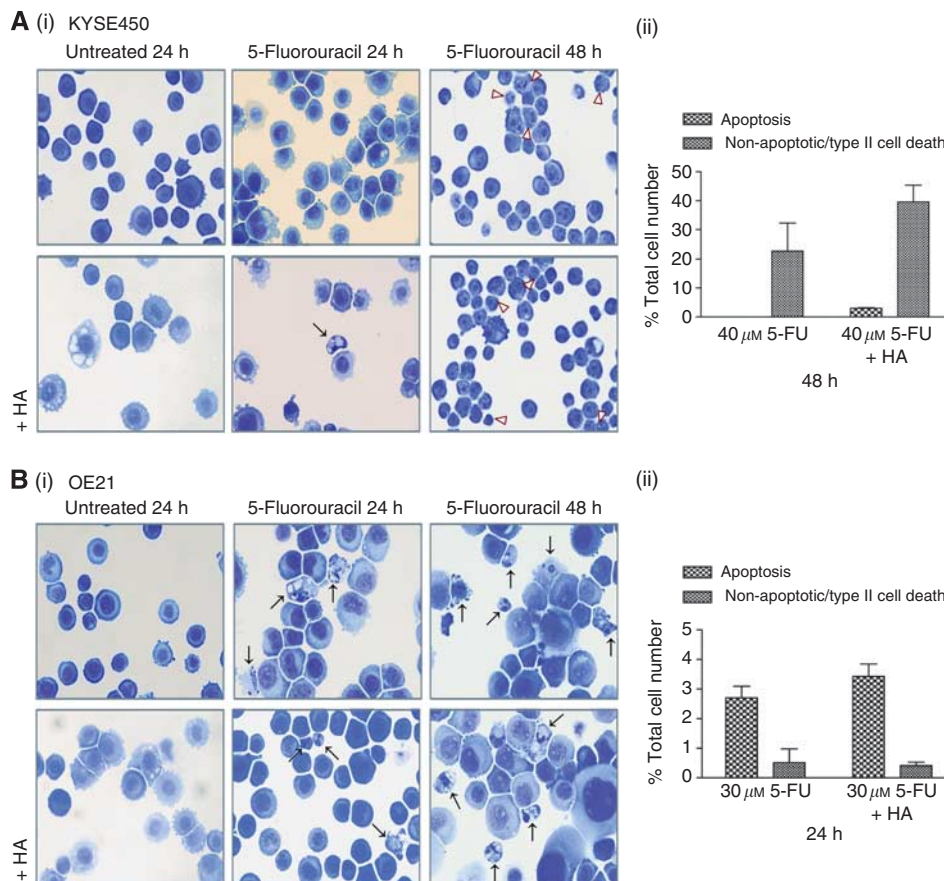 A (i) KYSE450
Untreated 24 h
5-Fluorouracil 24 h
5-Fluorouracil 48 h
+ HA
(ii)
Apoptosis
Non-apoptotic/type II cell death
% Total cell number
50
40
30
20
10
0
40 μM 5-FU
40 μM 5-FU
+ HA
48 h
B (i) OE21
Untreated 24 h
5-Fluorouracil 24 h
5-Fluorouracil 48 h
+ HA
(ii)
Apoptosis
Non-apoptotic/type II cell death
% Total cell number
5
4
3
2
1
0
30 μM 5-FU
30 μM 5-FU
+ HA
24 h